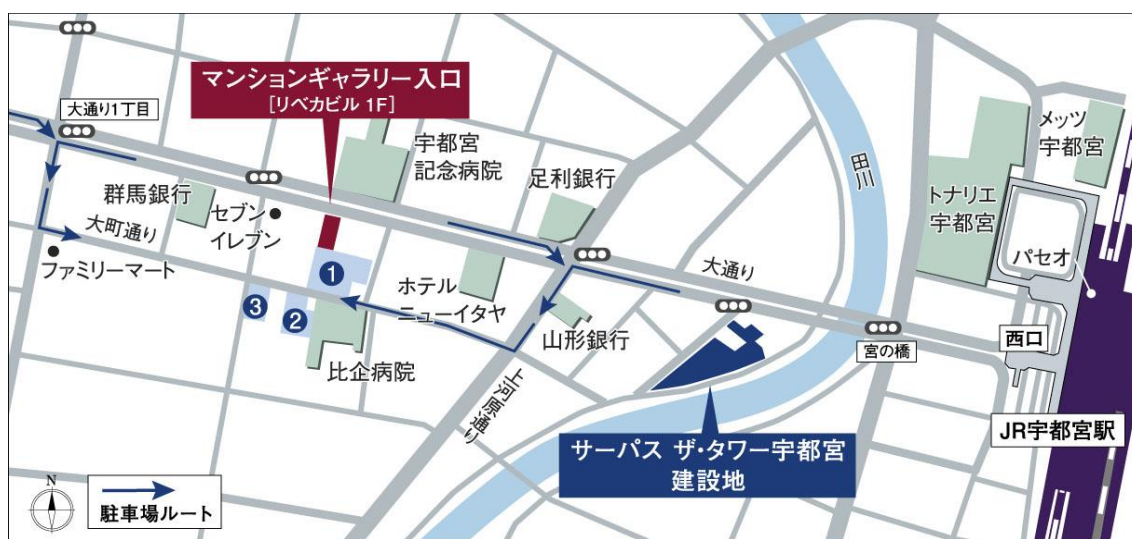 マンションギャラリー入口
[リベカビル 1F]
大通り1丁目
宇都宮
記念病院
足利銀行
田川
メッツ
宇都宮
トナリエ
宇都宮
群馬銀行
セブン
イレブン
大町通り
ファミリーマート
大通り
パセオ
1
ホテル
ニューイタヤ
3
2
山形銀行
西口
宮の橋
比企病院
上河原通り
JR宇都宮駅
サーパス ザ・タワー宇都宮
建設地
N
駐車場ルート